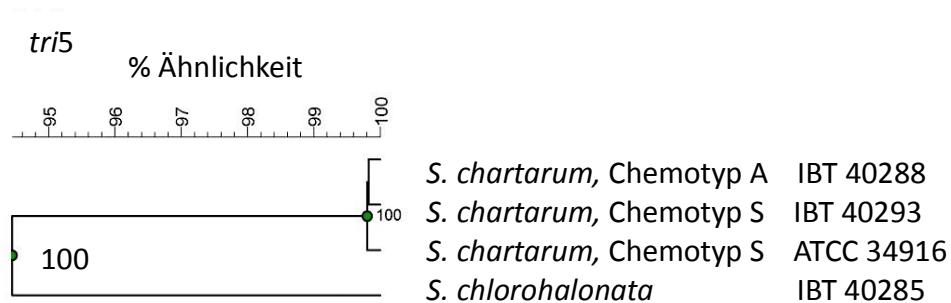 tri5
% Ähnlichkeit
95 96 97 98 99 100
S. chartarum, Chemotyp A IBT 40288
100 S. chartarum, Chemotyp S IBT 40293
100 S. chartarum, Chemotyp S ATCC 34916
S. chlorohalonata IBT 40285